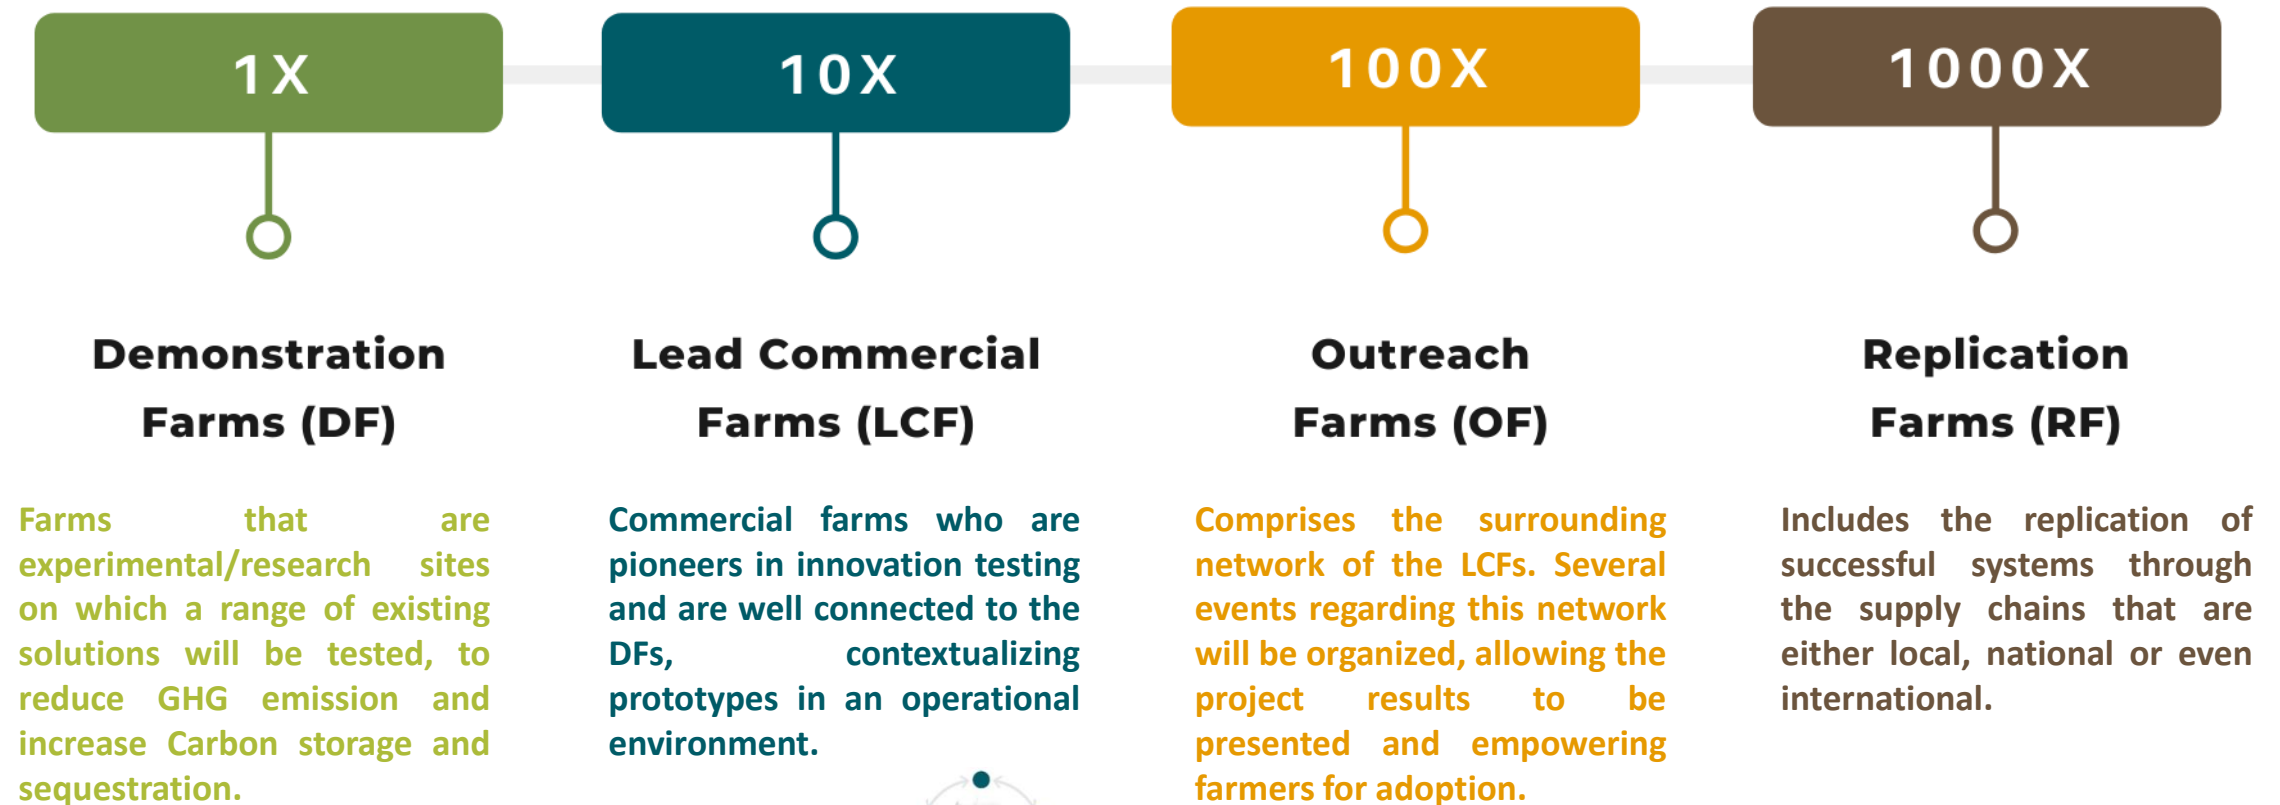 1X
Demonstration
Farms (DF)
Farms that are
experimental/research sites
on which a range of existing
solutions will be tested, to
reduce GHG emission and
increase Carbon storage and
sequestration.
10X
Lead Commercial
Farms (LCF)
Commercial farms who are
pioneers in innovation testing
and are well connected to the
DFs, contextualizing
prototypes in an operational
environment.
100X
Outreach
Farms (OF)
Comprises the surrounding
network of the LCFs. Several
events regarding this network
will be organized, allowing the
project results to be
presented and empowering
farmers for adoption.
1000X
Replication
Farms (RF)
Includes the replication of
successful systems through
the supply chains that are
either local, national or even
international.